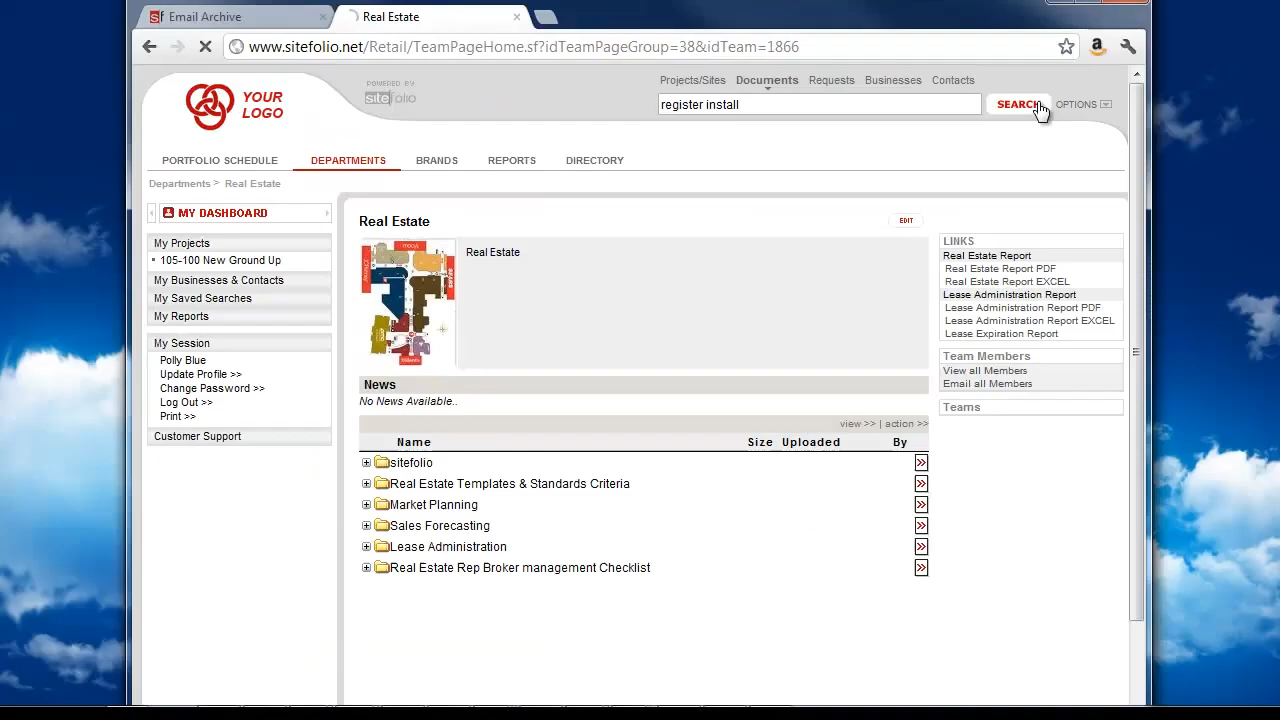 sf Email Archive
Real Estate
www.sitefolio.net/Retail/TeamPageHome.sf?idTeamPageGroup=38&idTeam=1866
YOUR
LOGO
POWERED BY
sitefolio
Projects/Sites Documents Requests Businesses Contacts
register install
SEARCH
OPTIONS
PORTFOLIO SCHEDULE DEPARTMENTS BRANDS REPORTS DIRECTORY
Departments > Real Estate
MY DASHBOARD
My Projects
105-100 New Ground Up
My Businesses & Contacts
My Saved Searches
My Reports
My Session
Polly Blue
Update Profile >>
Change Password >>
Log Out >>
Print >>
Customer Support
Real Estate
EDIT
Real Estate
News
No News Available..
view >> | action >>
Name Size Uploaded By
sitefolio
Real Estate Templates & Standards Criteria
Market Planning
Sales Forecasting
Lease Administration
Real Estate Rep Broker management Checklist
LINKS
Real Estate Report
Real Estate Report PDF
Real Estate Report EXCEL
Lease Administration Report
Lease Administration Report PDF
Lease Administration Report EXCEL
Lease Expiration Report
Team Members
View all Members
Email all Members
Teams